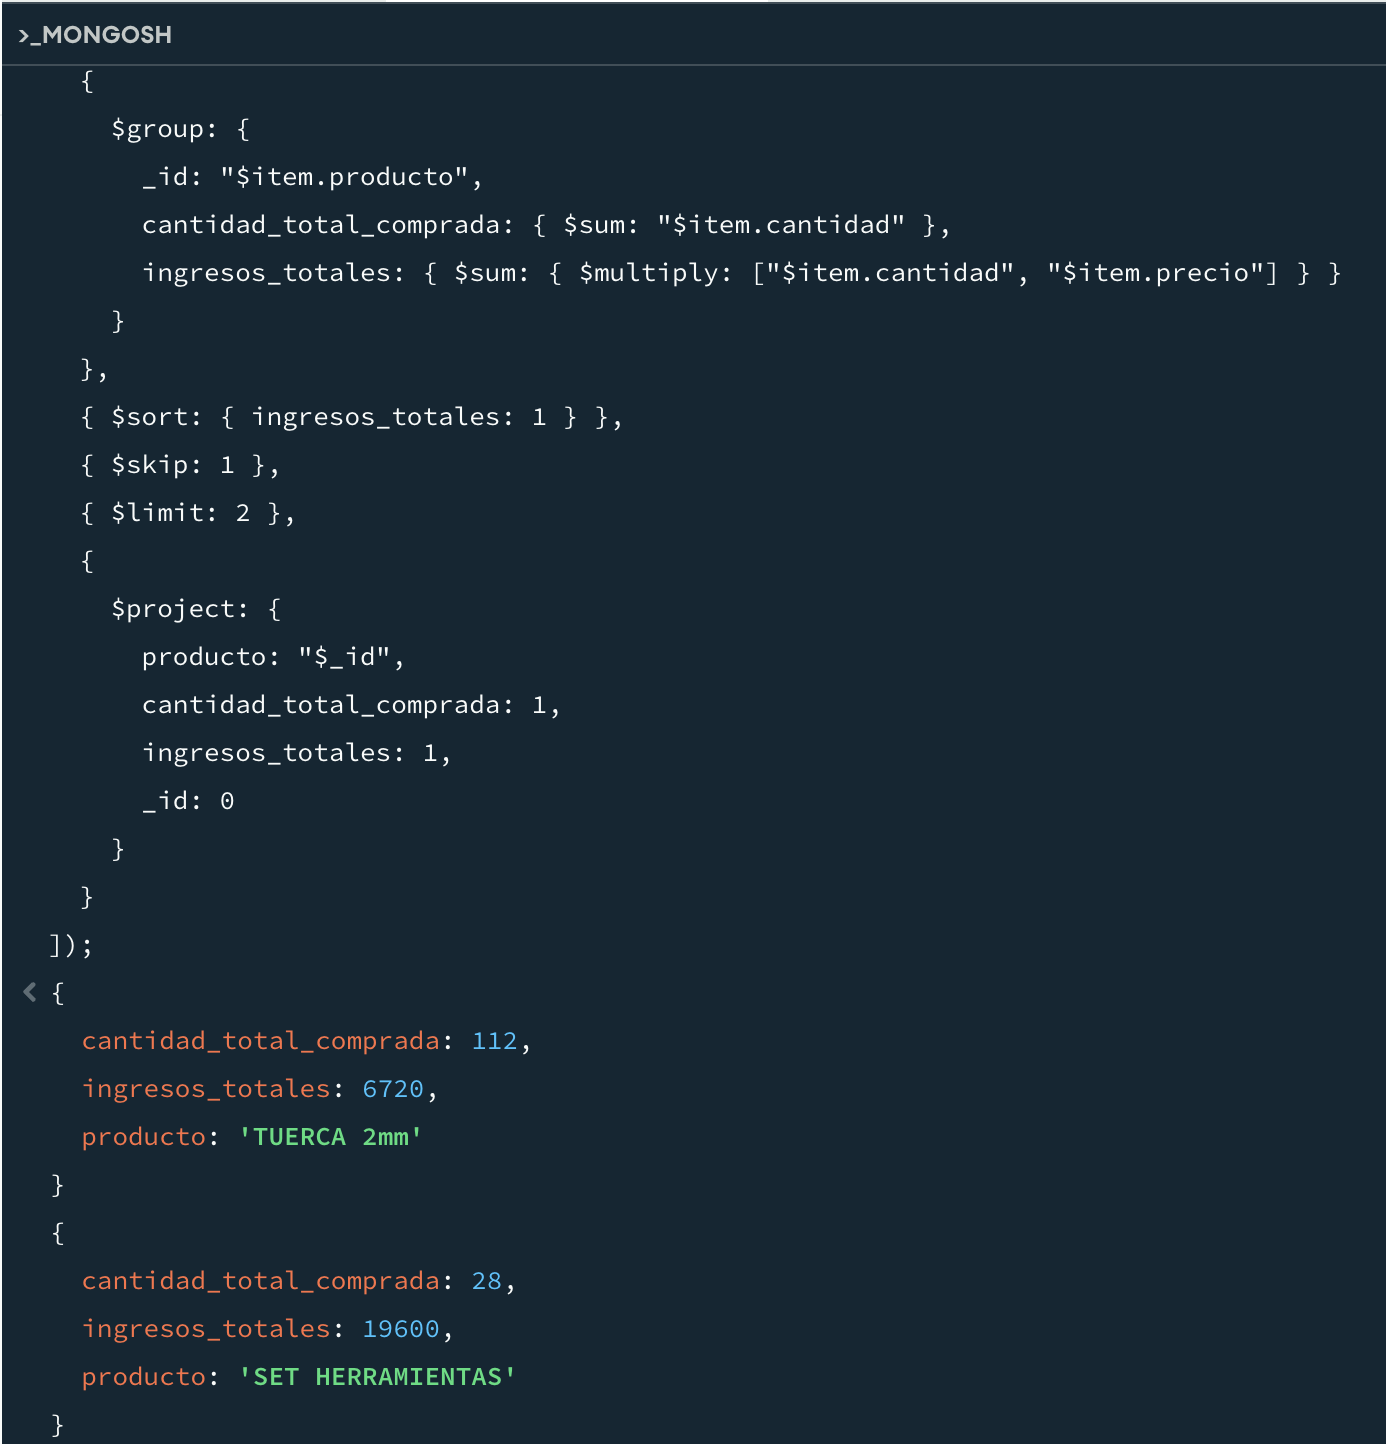 >_MONGOSH
{
$group: {
_id: "$item.producto",
cantidad_total_comprada: { $sum: "$item.cantidad" },
ingresos_totales: { $sum: { $multiply: ["$item.cantidad", "$item.precio"] } }
}
},
{ $sort: { ingresos_totales: 1 } },
{ $skip: 1 },
{ $limit: 2 },
{
$project: {
producto: "$_id",
cantidad_total_comprada: 1,
ingresos_totales: 1,
_id: 0
}
}
]);
< {
cantidad_total_comprada: 112,
ingresos_totales: 6720,
producto: 'TUERCA 2mm'
}
{
cantidad_total_comprada: 28,
ingresos_totales: 19600,
producto: 'SET HERRAMIENTAS'
}